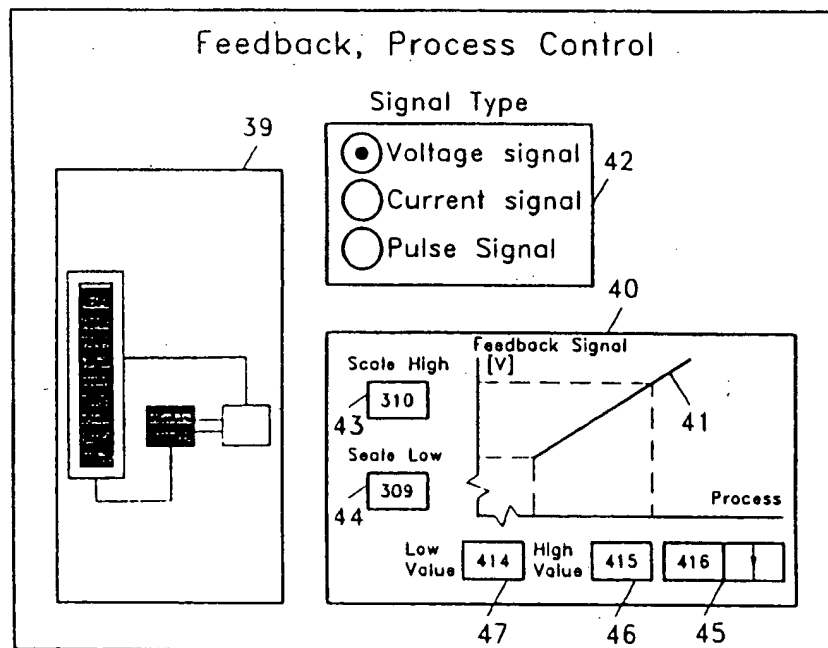 Feedback, Process Control
Signal Type
39
Voltage signal
42
Current signal
Pulse Signal
40
Feedback Signal
[V]
Scale High
310
43
41
Seale Low
309
44
Process
Low Value
414
High Value
415
416
47
46
45